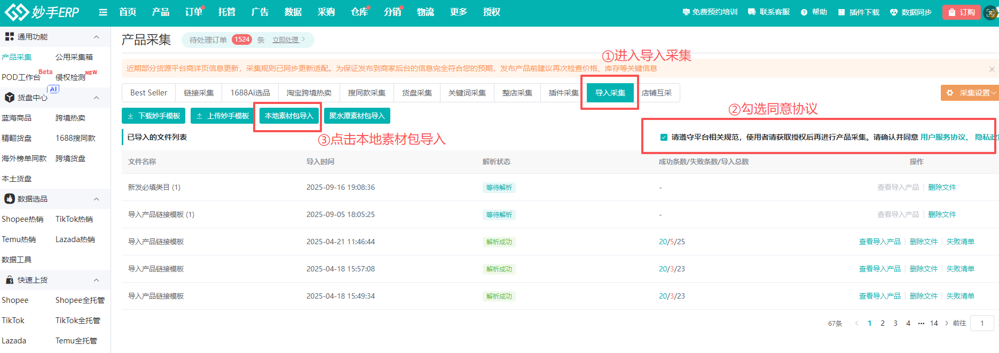 妙手ERP 首页 产品 订单 托管 广告 数据 采购 仓库 分销 物流 更多 授权 免费预约培训 联系客服 帮助 插件下载 数据同步 订购
通用功能
产品采集 公用采集箱
POD工作台 Beta 侵权检测 NEW
货盘中心 AI
蓝海商品 跨境热卖
精翻货盘 1688搜同款
海外榜单同款 跨境货盘
本土货盘
数据选品
Shopee热销 TikTok热销
Temu热销 Lazada热销
数据工具
快速上货
Shopee Shopee全托管
TikTok TikTok全托管
Lazada Temu全托管
产品采集 待处理订单 1524 条 立即处理
①进入导入采集
近期部分货源平台商详页信息更新，采集规则已同步更新适配。为保证发布到商家后台的信息完全符合您的预期，发布产品前建议再次检查价格、库存等关键信息
Best Seller 链接采集 1688Ai选品 淘宝跨境热卖 搜同款采集 货盘采集 关键词采集 整店采集 插件采集 导入采集 店铺互采 采集设置
下载妙手模板 上传妙手模板 本地素材包导入 聚水潭素材包导入
②勾选同意协议
③点击本地素材包导入
已导入的文件列表 请遵守平台相关规范，使用者请获取授权后再进行产品采集。请确认并同意 用户服务协议、 隐私政
文件名称 导入时间 解析状态 成功条数/失败条数/导入总数 操作
新发必填类目 (1) 2025-09-16 19:08:36 等待解析 - 查看导入产品 删除文件
导入产品链接模板 (1) 2025-09-05 18:05:25 等待解析 - 查看导入产品 删除文件
导入产品链接模板 2025-04-21 11:46:44 解析成功 20/5/25 查看导入产品 删除文件 失败清单
导入产品链接模板 2025-04-18 15:57:08 解析成功 20/3/23 查看导入产品 删除文件 失败清单
导入产品链接模板 2025-04-18 15:49:34 解析成功 20/3/23 查看导入产品 删除文件 失败清单
67条 1 2 3 4 ••• 14 前往 1